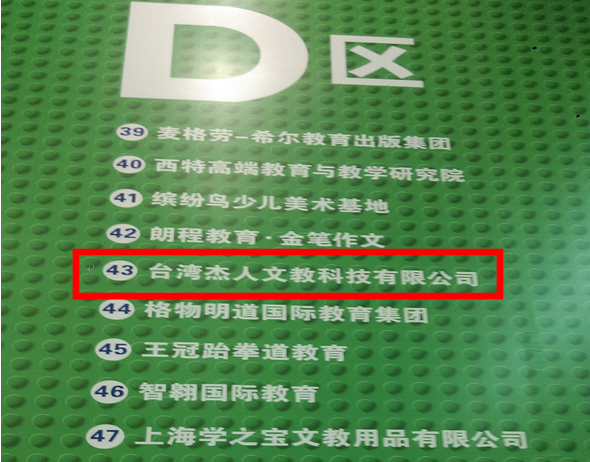 D区
39 麦格劳-希尔教育出版集团
40 西特高端教育与教学研究院
41 缤纷鸟少儿美术基地
42 朗程教育·金笔作文
43 台湾杰人文教科技有限公司
44 格物明道国际教育集团
45 王冠跆拳道教育
46 智翱国际教育
47 上海学之宝文教用品有限公司